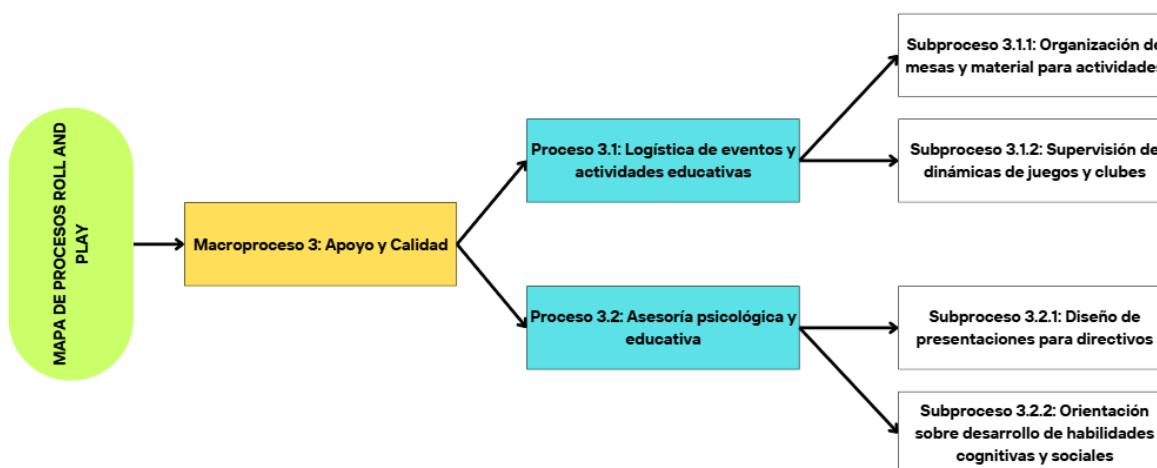 MAPA DE PROCESOS ROLL AND
PLAY
Macroproceso 3: Apoyo y Calidad
Proceso 3.1: Logística de eventos y
actividades educativas
Subproceso 3.1.1: Organización de
mesas y material para actividades
Subproceso 3.1.2: Supervisión de
dinámicas de juegos y clubes
Proceso 3.2: Asesoría psicológica y
educativa
Subproceso 3.2.1: Diseño de
presentaciones para directivos
Subproceso 3.2.2: Orientación
sobre desarrollo de habilidades
cognitivas y sociales